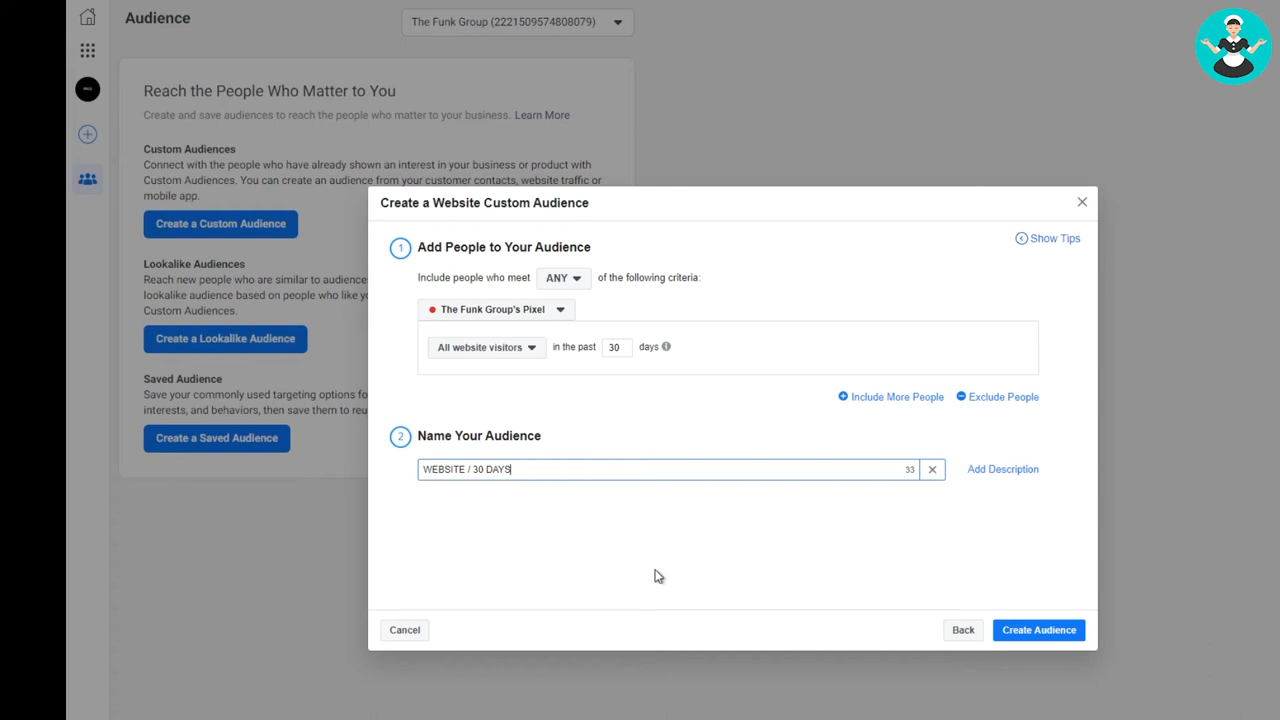 Audience
The Funk Group (2221509574808079)
Reach the People Who Matter to You
Create and save audiences to reach the people who matter to your business. Learn More
Custom Audiences
Connect with the people who have already shown an interest in your business or product with
Custom Audiences. You can create an audience from your customer contacts, website traffic or
mobile app.
Create a Custom Audience
Lookalike Audiences
Reach new people who are similar to audiences
lookalike audience based on people who like you
Custom Audiences.
Create a Lookalike Audience
Saved Audience
Save your commonly used targeting options fo
interests, and behaviors, then save them to reu
Create a Saved Audience
Create a Website Custom Audience
Show Tips
1 Add People to Your Audience
Include people who meet ANY of the following criteria:
The Funk Group's Pixel
All website visitors in the past 30 days
Include More People Exclude People
2 Name Your Audience
WEBSITE / 30 DAYS 33 Add Description
Cancel Back Create Audience